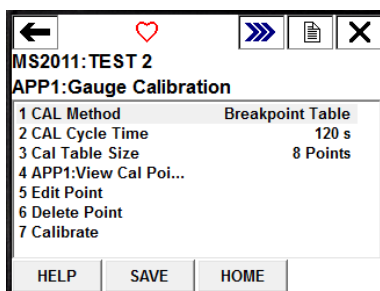 MS2011:TEST 2
APP1:Gauge Calibration
1 CAL Method Breakpoint Table
2 CAL Cycle Time 120 s
3 Cal Table Size 8 Points
4 APP1:View Cal Poi...
5 Edit Point
6 Delete Point
7 Calibrate
HELP SAVE HOME